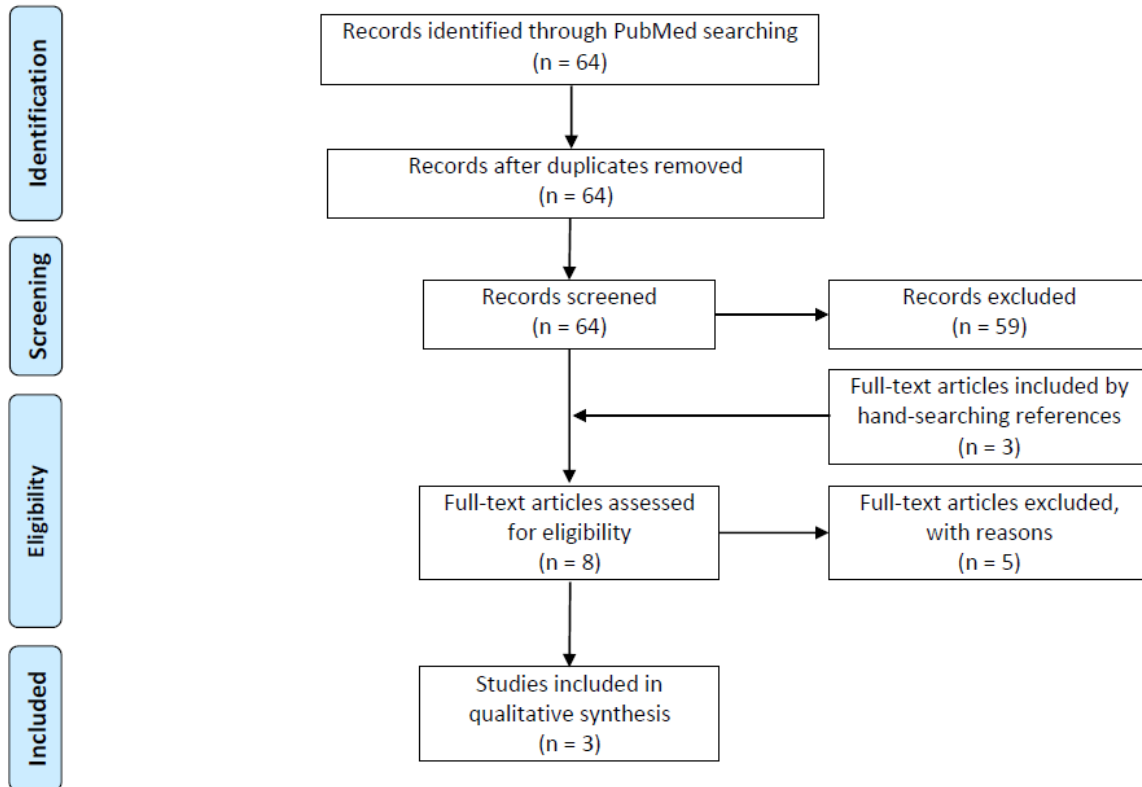 Identification
Records identified through PubMed searching
(n = 64)
Records after duplicates removed
(n = 64)
Screening
Records screened
(n = 64)
Records excluded
(n = 59)
Eligibility
Full-text articles included by
hand-searching references
(n = 3)
Full-text articles assessed
for eligibility
(n = 8)
Full-text articles excluded,
with reasons
(n = 5)
Included
Studies included in
qualitative synthesis
(n = 3)